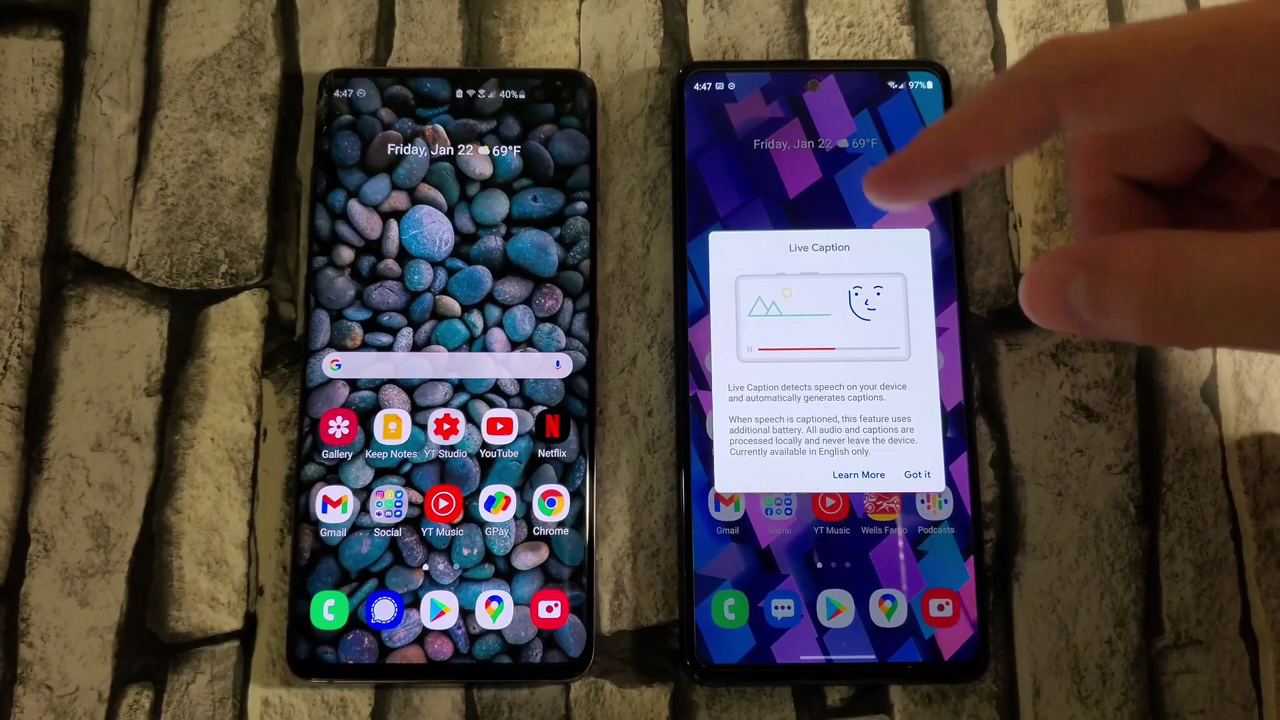 4:47
40%
Friday, Jan 22 69°F
G
Gallery
Keep Notes
YT Studio
YouTube
N
Netflix
Gmail
Social
YT Music
GPay
Chrome
4:47
97%
Friday, Jan 22 69°F
Live Caption
Live Caption detects speech on your device
and automatically generates captions.
When speech is captioned, this feature uses
additional battery. All audio and captions are
processed locally and never leave the device.
Currently available in English only.
Learn More
Got it
Gmail
Social
YT Music
Wells Fargo
Podcasts